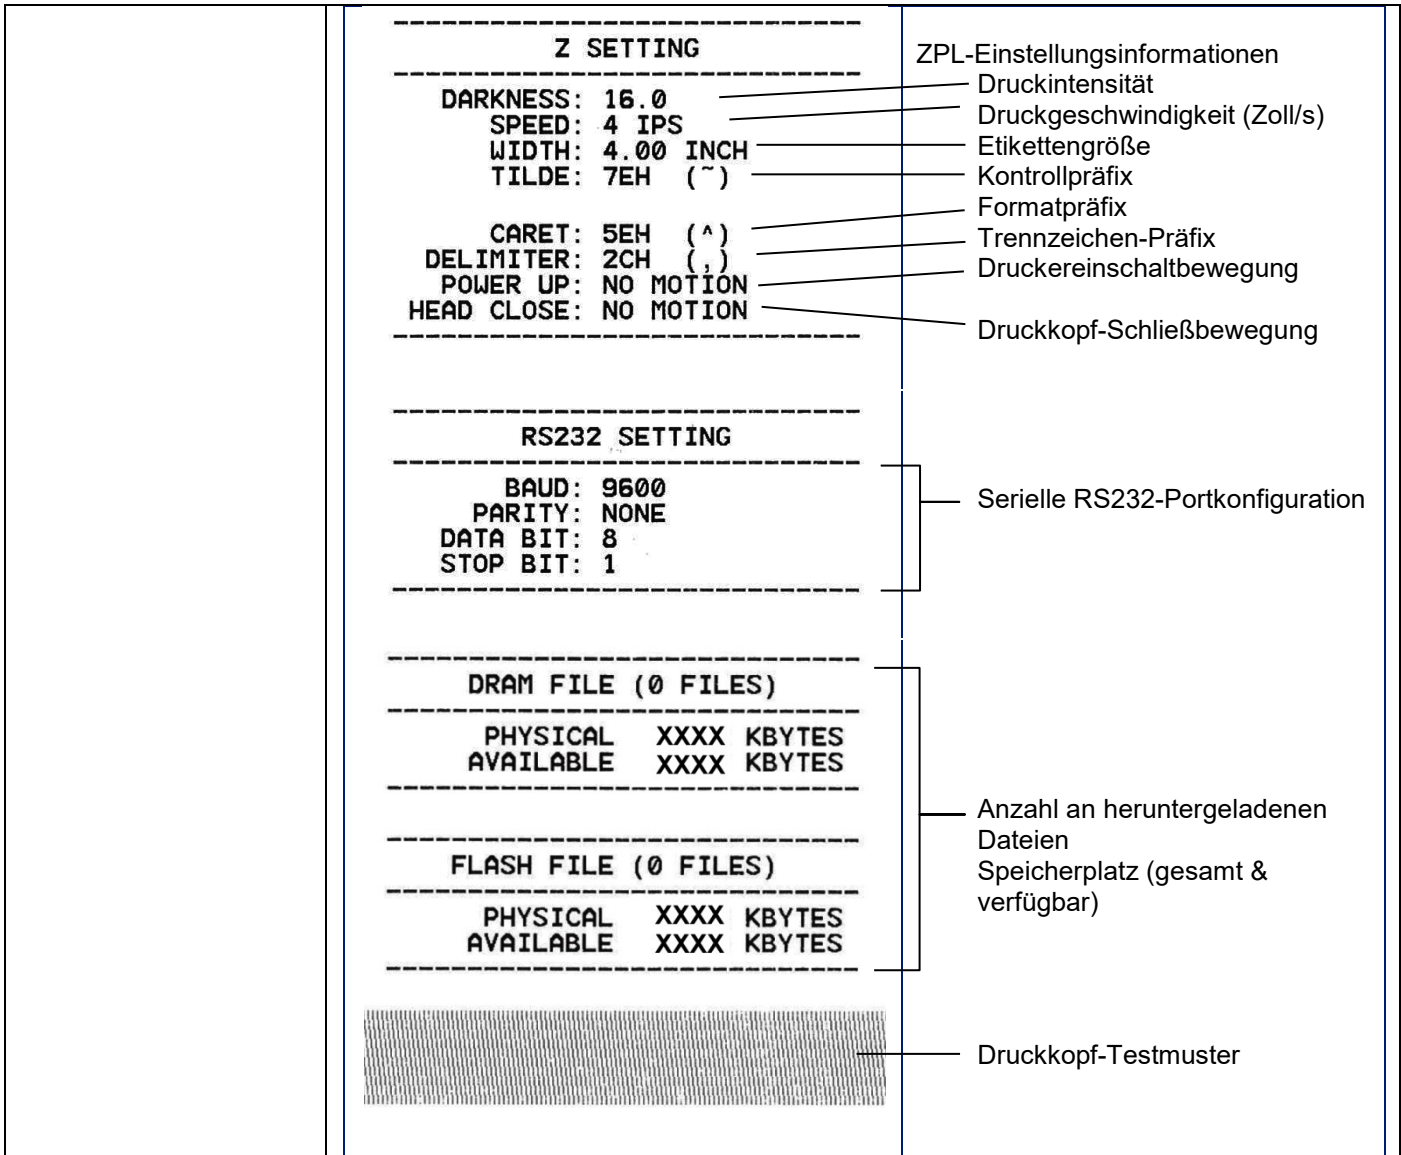 Z SETTING
ZPL-Einstellungsinformationen
DARKNESS: 16.0
Druckintensität
SPEED: 4 IPS
Druckgeschwindigkeit (Zoll/s)
WIDTH: 4.00 INCH
Etikettengröße
TILDE: 7EH (~)
Kontrollpräfix
CARET: 5EH (^)
Formatpräfix
DELIMITER: 2CH (,)
Trennzeichen-Präfix
POWER UP: NO MOTION
Druckereinschaltbewegung
HEAD CLOSE: NO MOTION
Druckkopf-Schließbewegung
RS232 SETTING
BAUD: 9600
PARITY: NONE
DATA BIT: 8
STOP BIT: 1
Serielle RS232-Portkonfiguration
DRAM FILE (0 FILES)
PHYSICAL XXXX KBYTES
AVAILABLE XXXX KBYTES
FLASH FILE (0 FILES)
PHYSICAL XXXX KBYTES
AVAILABLE XXXX KBYTES
Anzahl an heruntergeladenen
Dateien
Speicherplatz (gesamt &
verfügbar)
Druckkopf-Testmuster